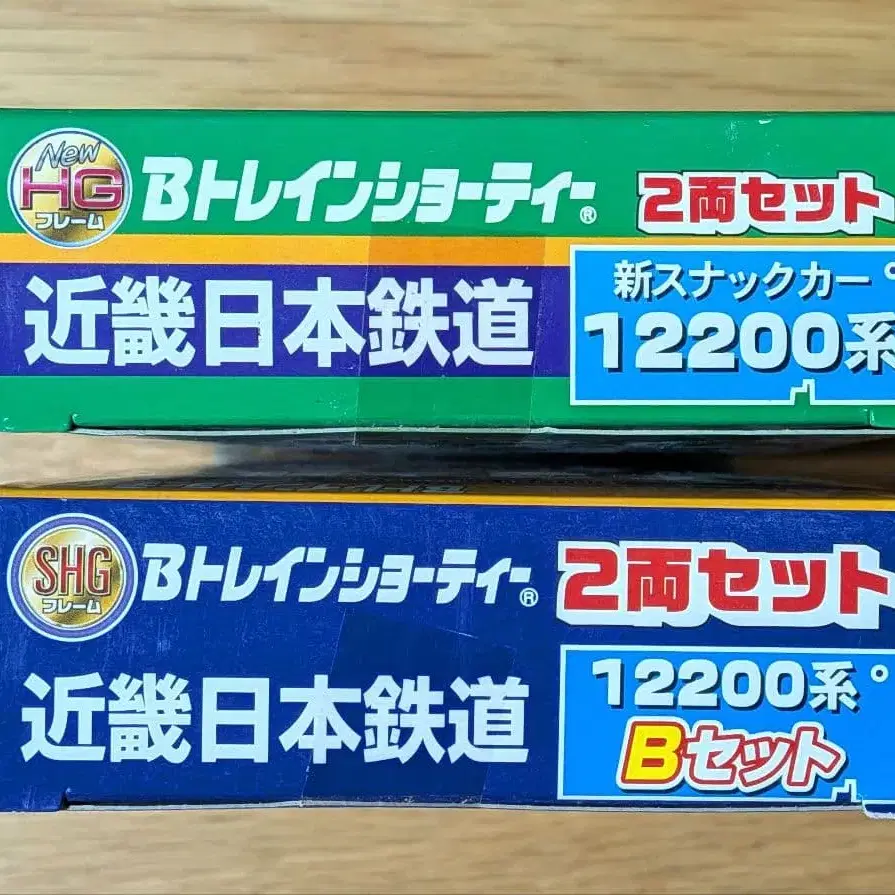 New
HG
フレーム
Bトレインショーティー®
2両セット
近畿日本鉄道
新スナックカー
12200系
SHG
フレーム
Bトレインショーティー®
2両セット
近畿日本鉄道
12200系
Bセット